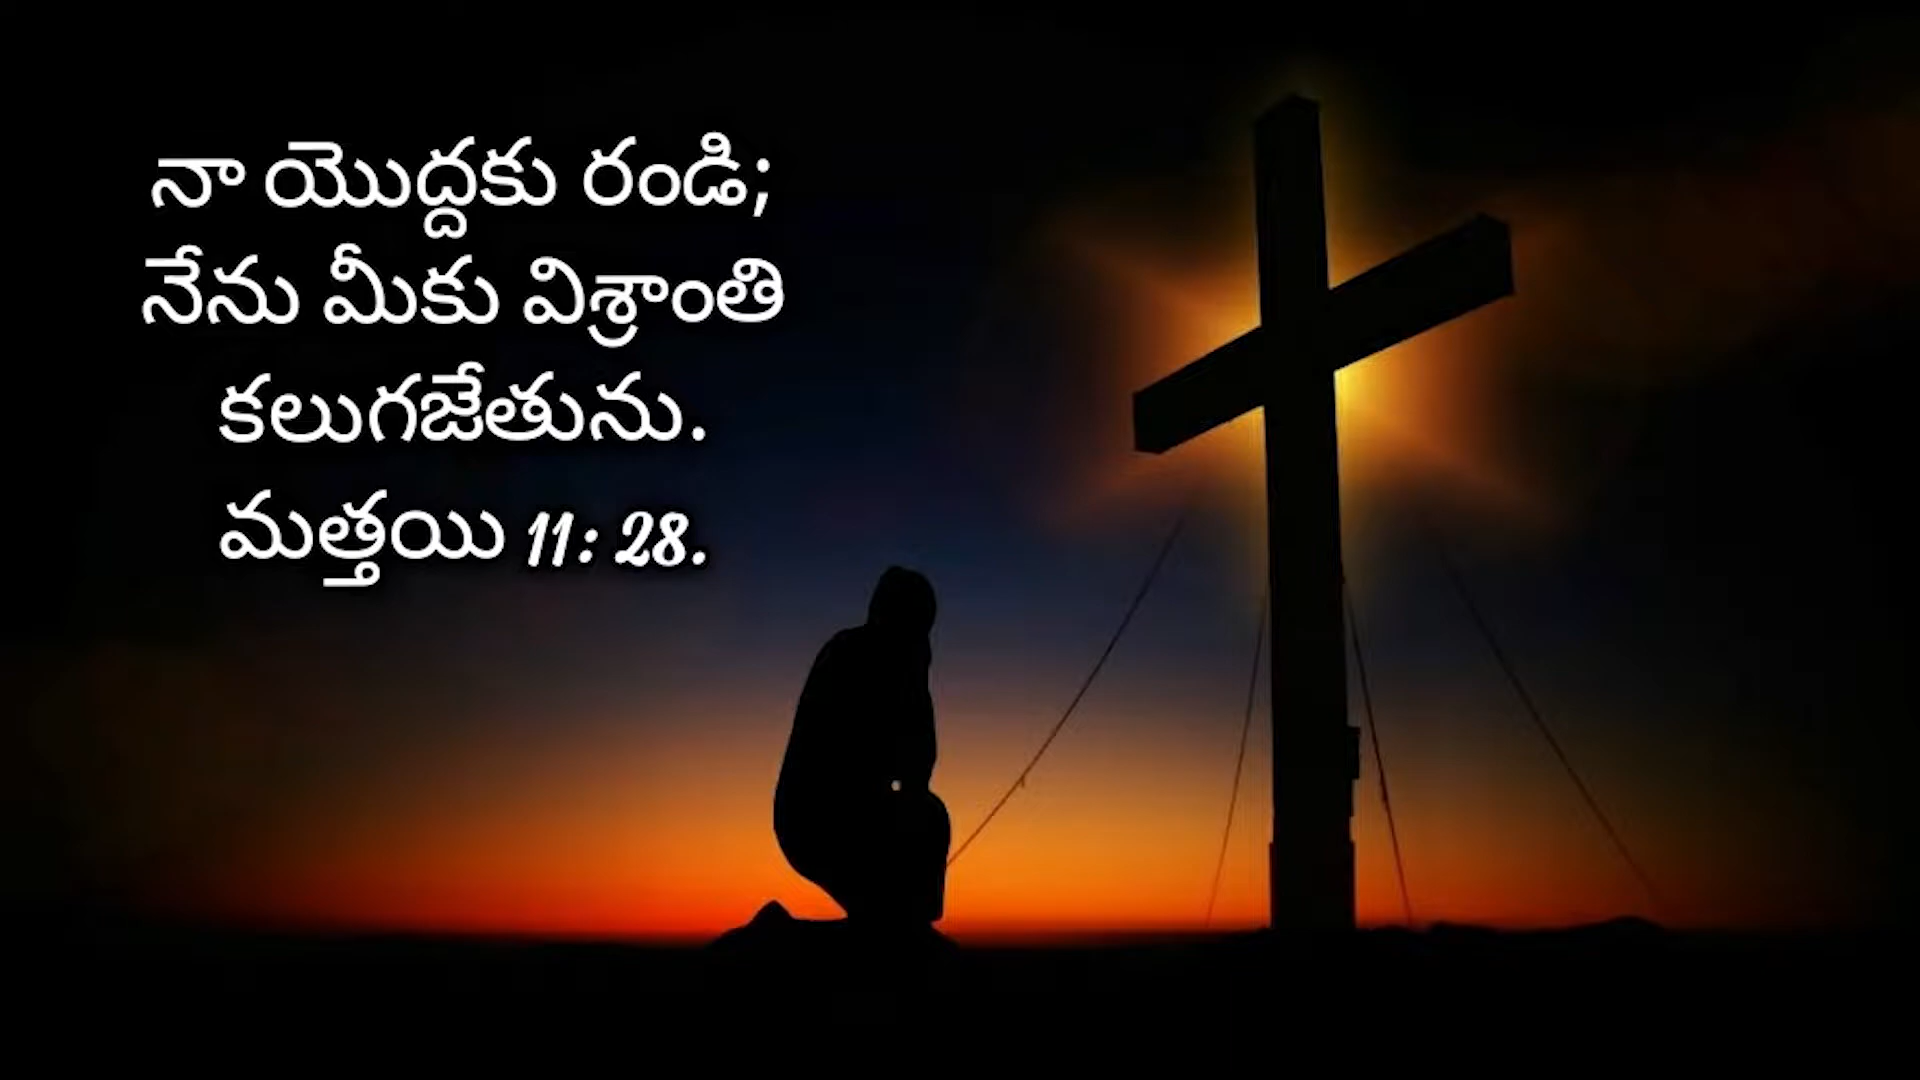 నా యొద్దకు రండి;
నేను మీకు విశ్రాంతి
కలుగజేతును.
మత్తయి 11: 28.